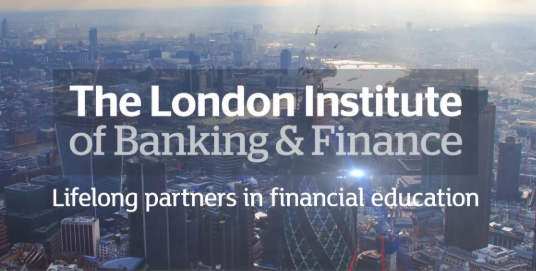 The London Institute
of Banking & Finance
Lifelong partners in financial education